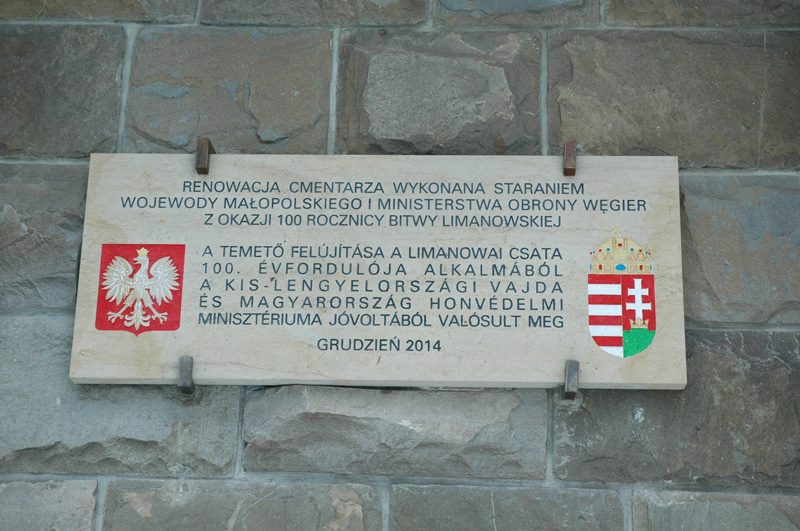 RENOWACJA CMENTARZA WYKONANA STARANIEM
WOJEWODY MAŁOPOLSKIEGO I MINISTERSTWA OBRONY WĘGIER
Z OKAZJI 100 ROCZNICY BITWY LIMANOWSKIEJ
A TEMETŐ FELÚJÍTÁSA A LIMANOWAI CSATA
100. ÉVFORDULÓJA ALKALMÁBÓL
A KIS-LENGYELORSZÁGI VAJDA
ÉS MAGYARORSZÁG HONVÉDELMI
MINISZTÉRIUMA JÓVOLTÁBÓL VALÓSULT MEG
GRUDZIEŃ 2014